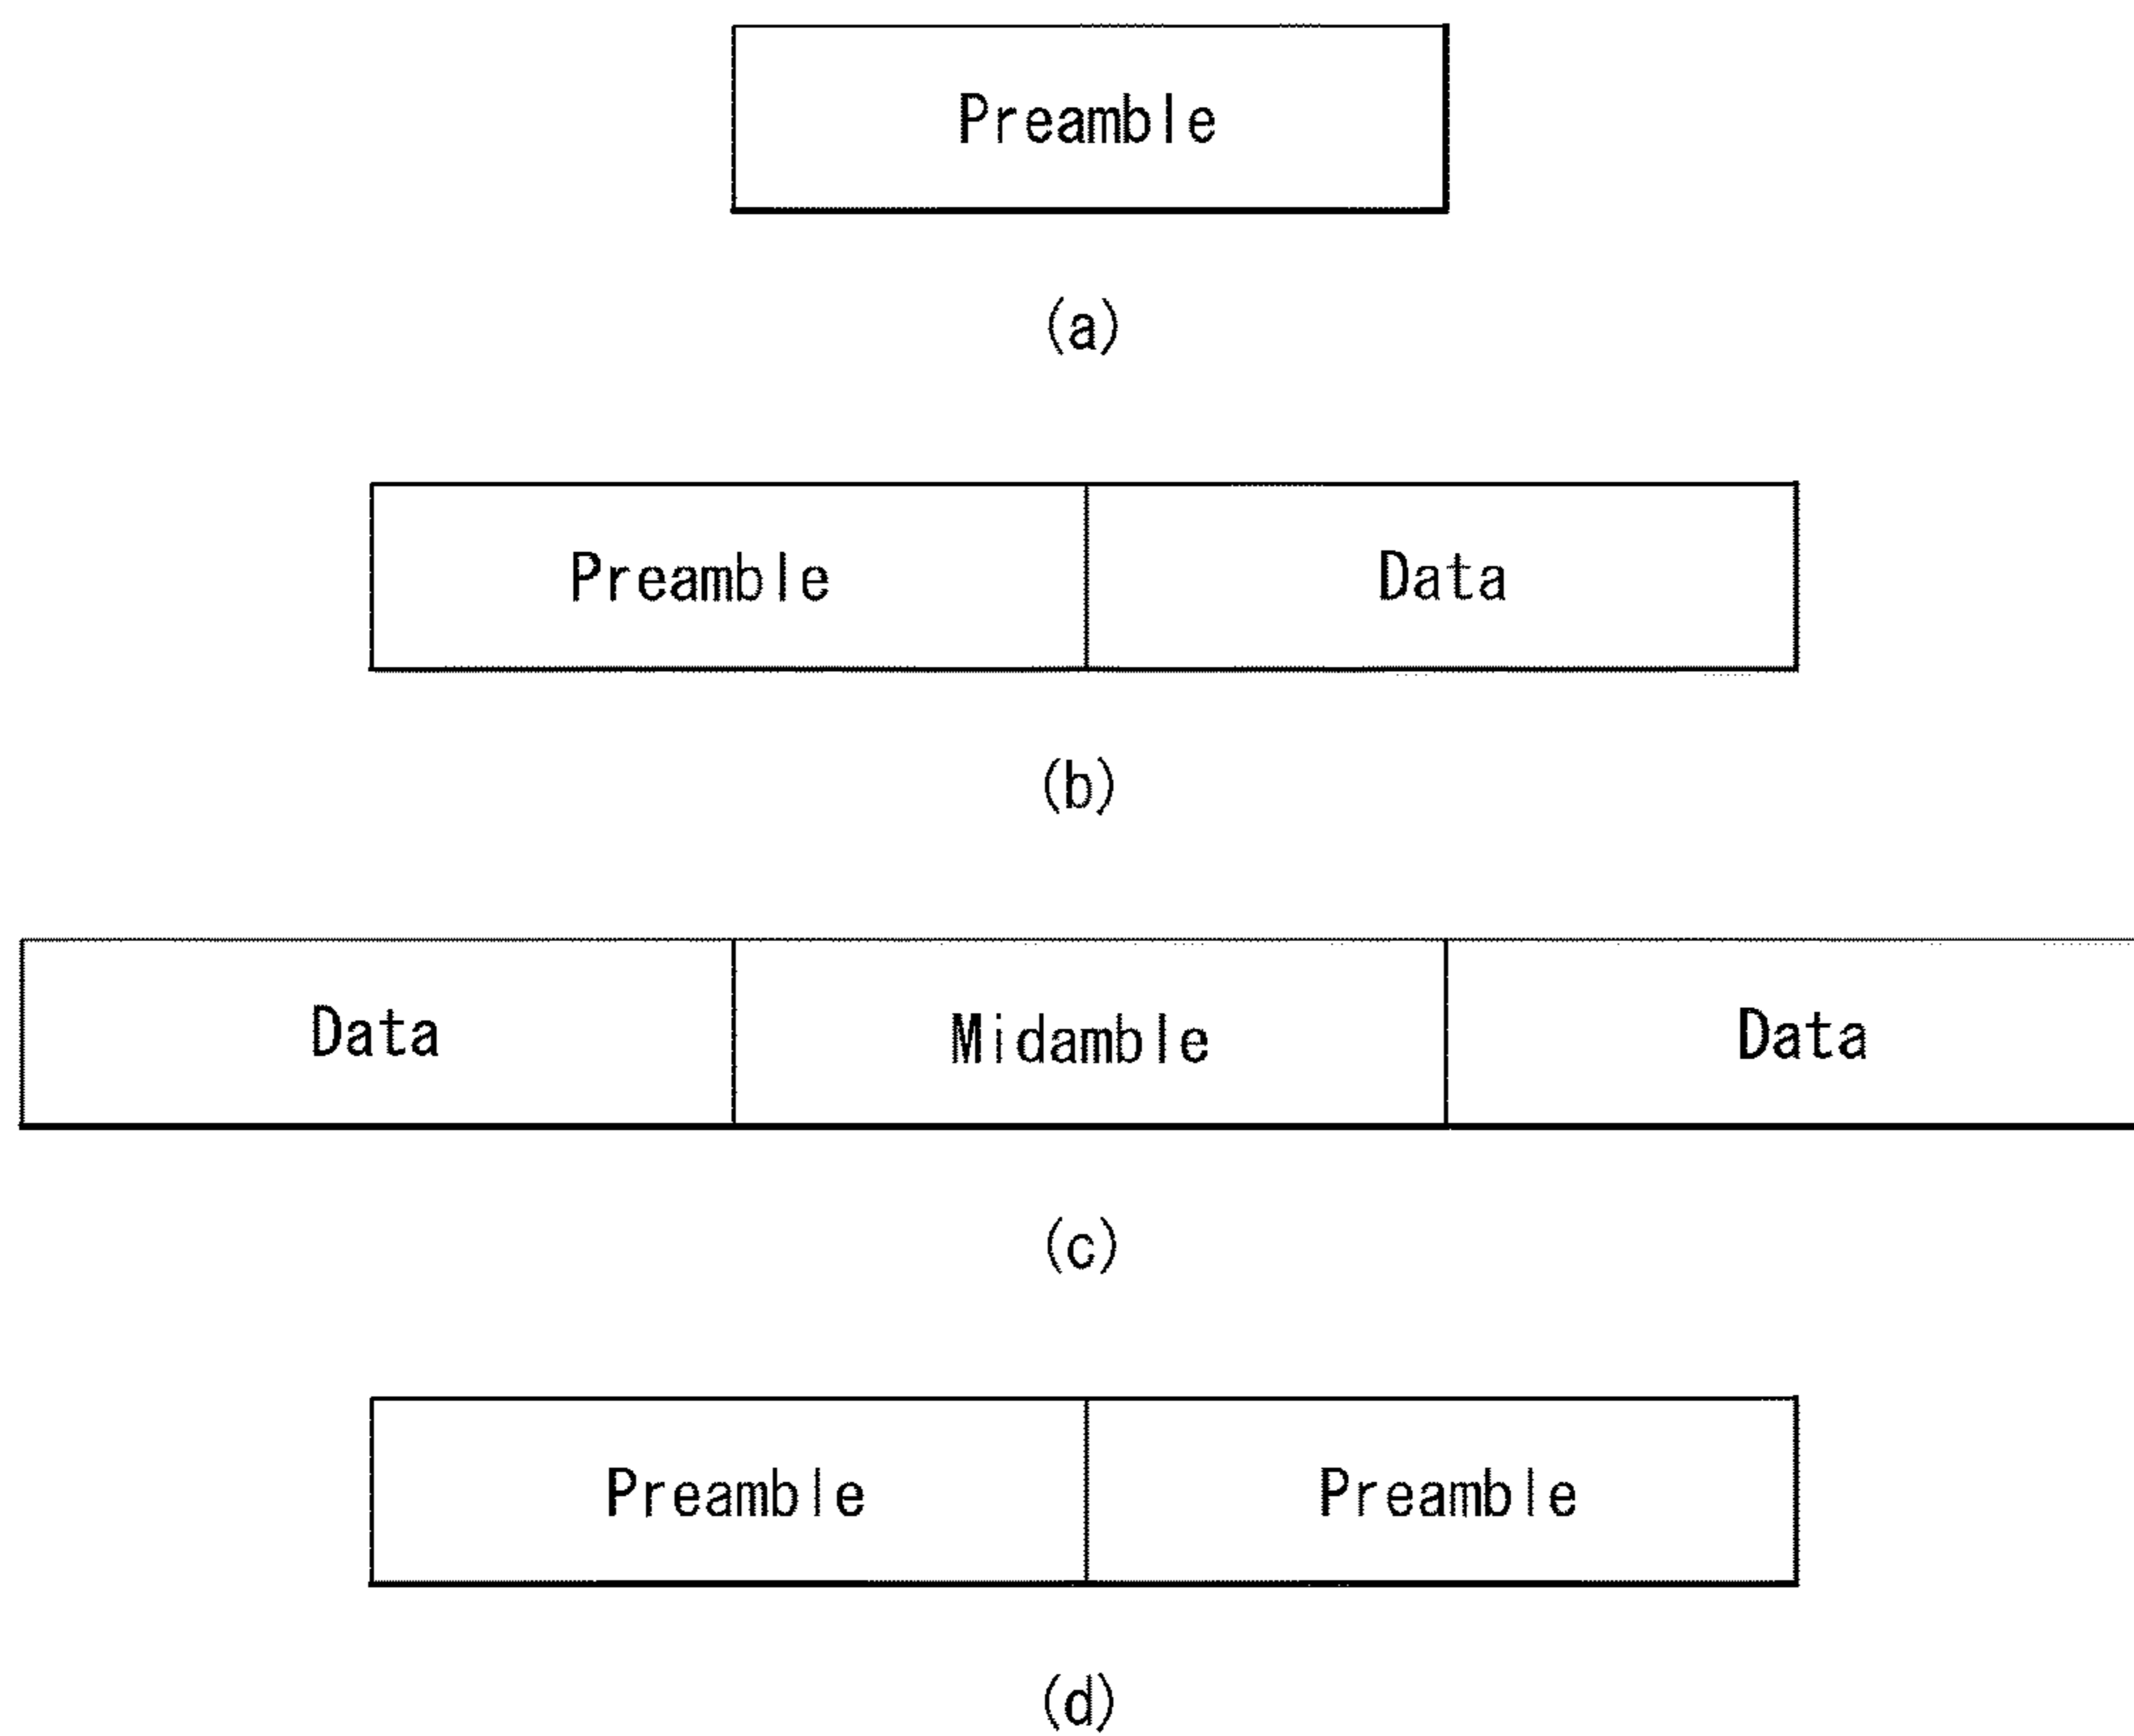 Preamble
(a)
Preamble Data
(b)
Data Midamble Data
(c)
Preamble Preamble
(d)